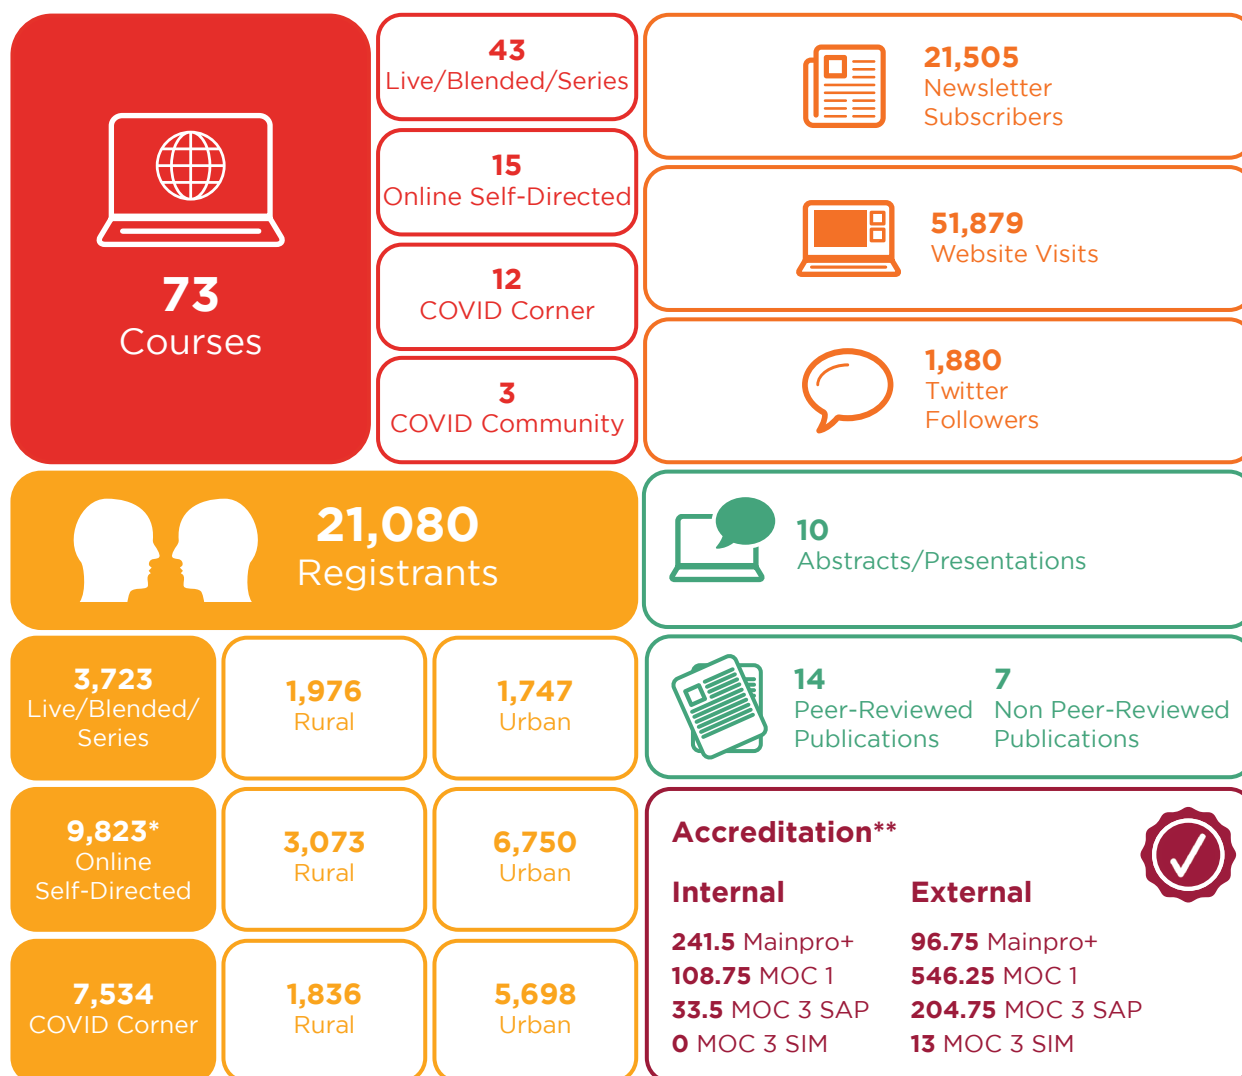 73
Courses
43
Live/Blended/Series
15
Online Self-Directed
12
COVID Corner
3
COVID Community
21,505
Newsletter
Subscribers
51,879
Website Visits
1,880
Twitter
Followers
21,080
Registrants
10
Abstracts/Presentations
3,723
Live/Blended/
Series
1,976
Rural
1,747
Urban
14
Peer-Reviewed
Publications
7
Non Peer-Reviewed
Publications
9,823*
Online
Self-Directed
3,073
Rural
6,750
Urban
7,534
COVID Corner
1,836
Rural
5,698
Urban
Accreditation**
Internal
241.5 Mainpro+
108.75 MOC 1
33.5 MOC 3 SAP
0 MOC 3 SIM
External
96.75 Mainpro+
546.25 MOC 1
204.75 MOC 3 SAP
13 MOC 3 SIM